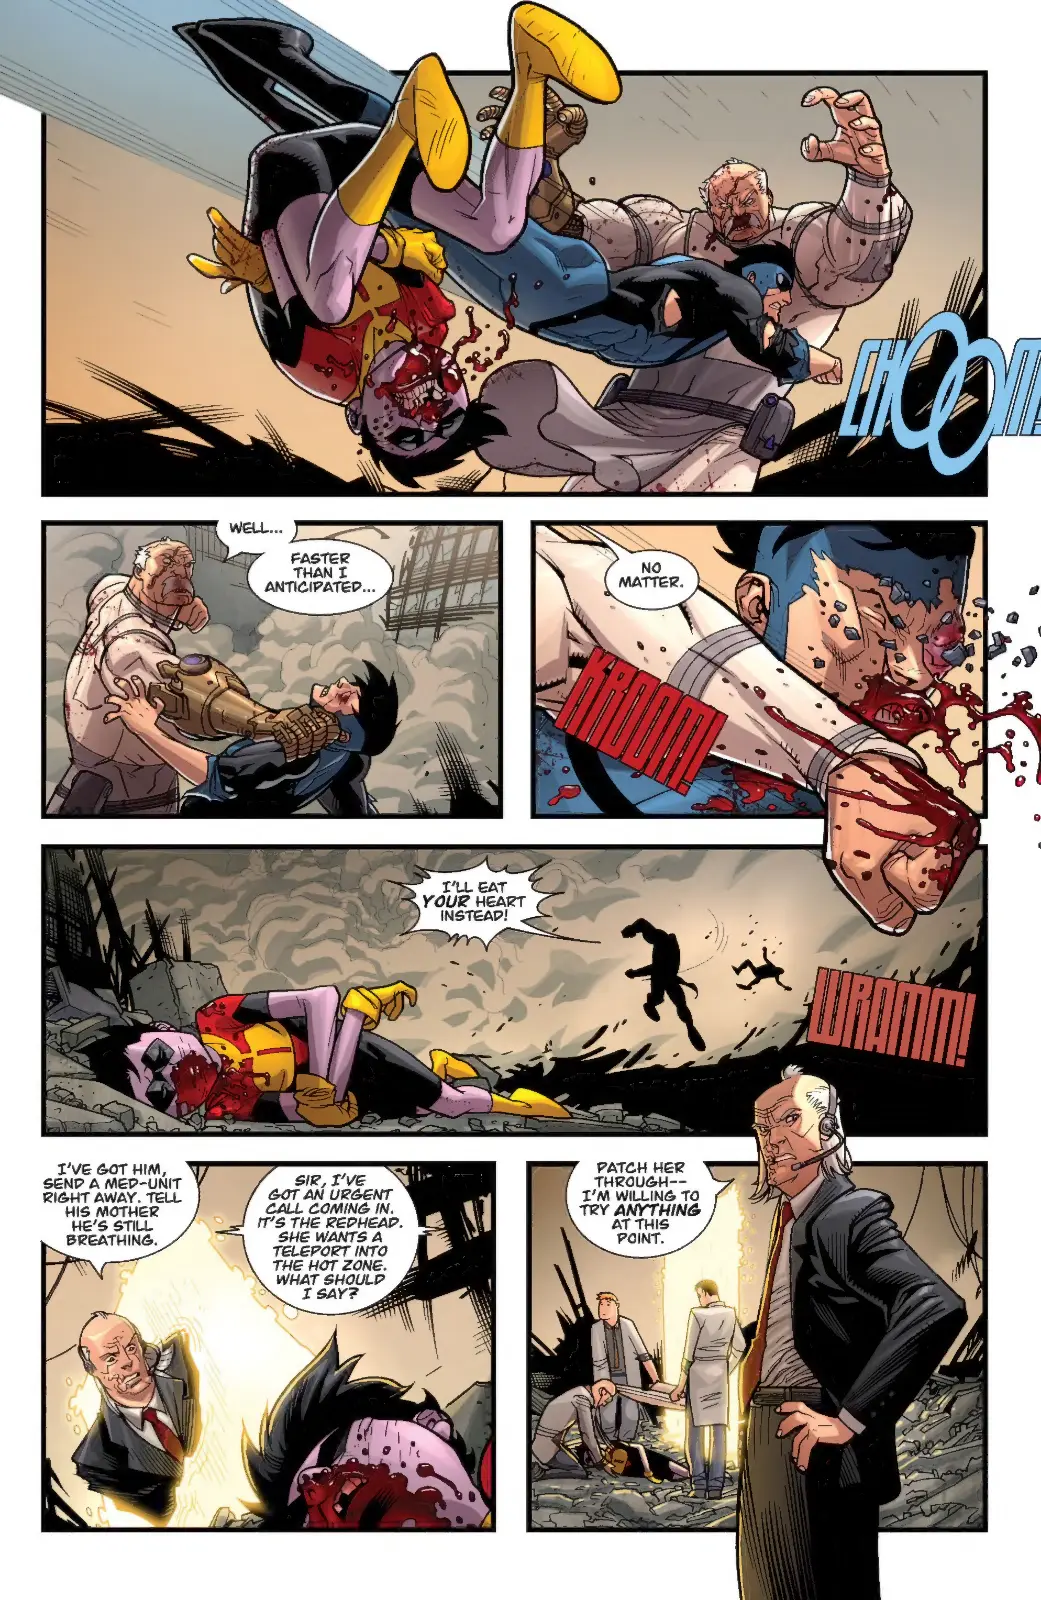 CHOOOM!
WELL...
FASTER
THAN I
ANTICIPATED...
NO
MATTER.
KROOM!
I'LL EAT
YOUR HEART
INSTEAD!
WRAMM!
I'VE GOT HIM,
SEND A MED-UNIT
RIGHT AWAY. TELL
HIS MOTHER
HE'S STILL
BREATHING.
SIR, I'VE
GOT AN URGENT
CALL COMING IN.
IT'S THE REDHEAD.
SHE WANTS A
TELEPORT INTO
THE HOT ZONE.
WHAT SHOULD
I SAY?
PATCH HER
THROUGH--
I'M WILLING TO
TRY ANYTHING
AT THIS
POINT.